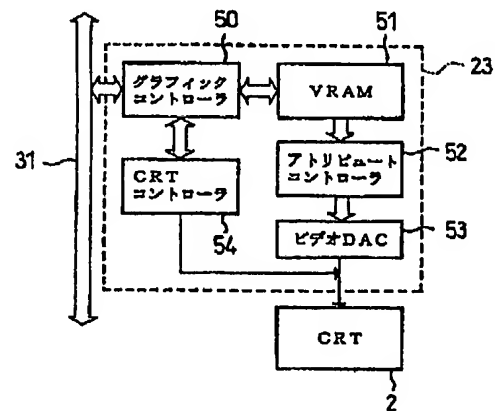 50
51
23
グラフィック
コントローラ
VRAM
31
アトリビュート
コントローラ
52
CRT
コントローラ
54
ビデオDAC
53
CRT
2